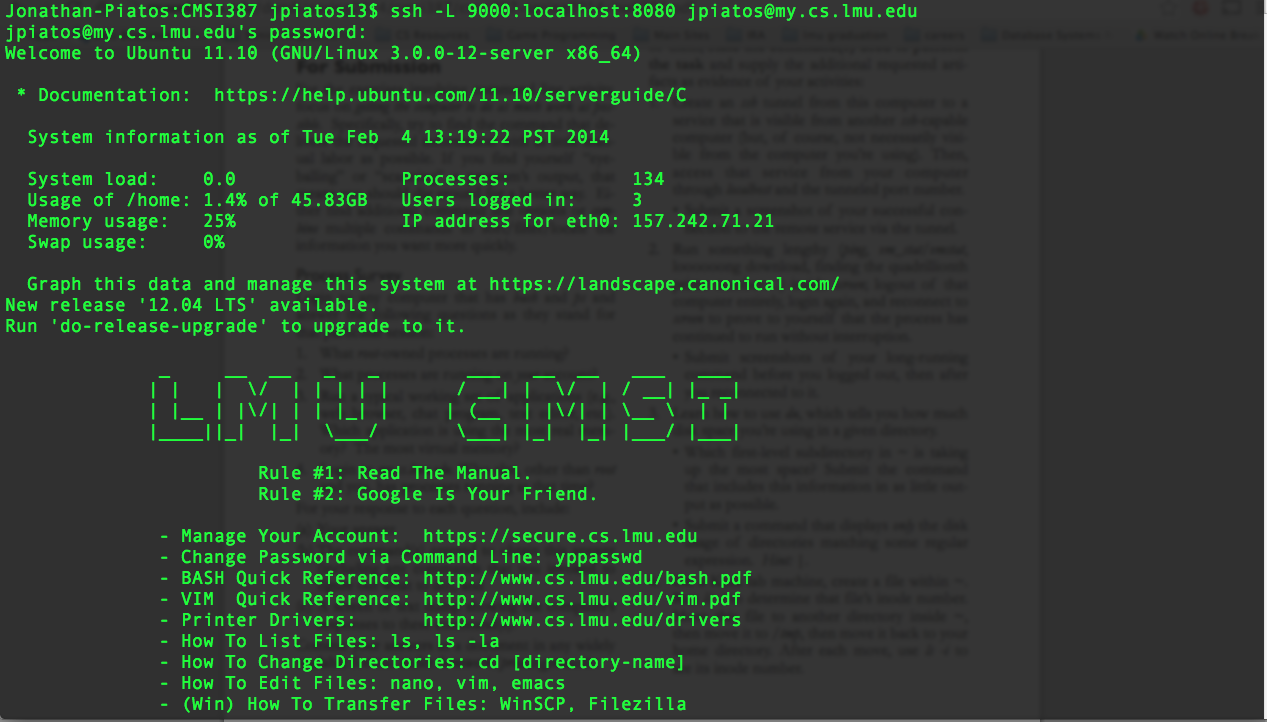 Jonathan-Piatos:CMSI387 jpiatos13$ ssh -L 9000:localhost:8080 jpiatos@my.cs.lmu.edu
jpiatos@my.cs.lmu.edu's password:
Welcome to Ubuntu 11.10 (GNU/Linux 3.0.0-12-server x86_64)
* Documentation:  https://help.ubuntu.com/11.10/serverguide/C
System information as of Tue Feb  4 13:19:22 PST 2014
System load:    0.0               Processes:           134
Usage of /home: 1.4% of 45.83GB   Users logged in:     3
Memory usage:   25%               IP address for eth0: 157.242.71.21
Swap usage:     0%
Graph this data and manage this system at https://landscape.canonical.com/
New release '12.04 LTS' available.
Run 'do-release-upgrade' to upgrade to it.
LMU CMSI
Rule #1: Read The Manual.
Rule #2: Google Is Your Friend.
- Manage Your Account:  https://secure.cs.lmu.edu
- Change Password via Command Line: yppasswd
- BASH Quick Reference: http://www.cs.lmu.edu/bash.pdf
- VIM  Quick Reference: http://www.cs.lmu.edu/vim.pdf
- Printer Drivers:      http://www.cs.lmu.edu/drivers
- How To List Files: ls, ls -la
- How To Change Directories: cd [directory-name]
- How To Edit Files: nano, vim, emacs
- (Win) How To Transfer Files: WinSCP, Filezilla